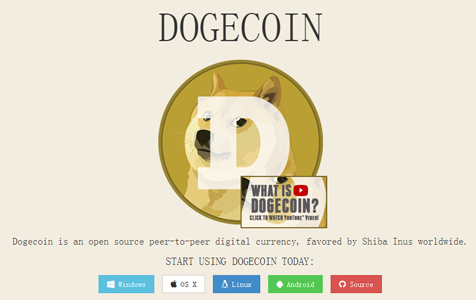 DOGECOIN
D
WHAT IS
DOGECOIN?
CLICK TO WATCH YouTube™ Video!
Dogecoin is an open source peer-to-peer digital currency, favored by Shiba Inus worldwide.
START USING DOGECOIN TODAY:
Windows OS X Linux Android Source